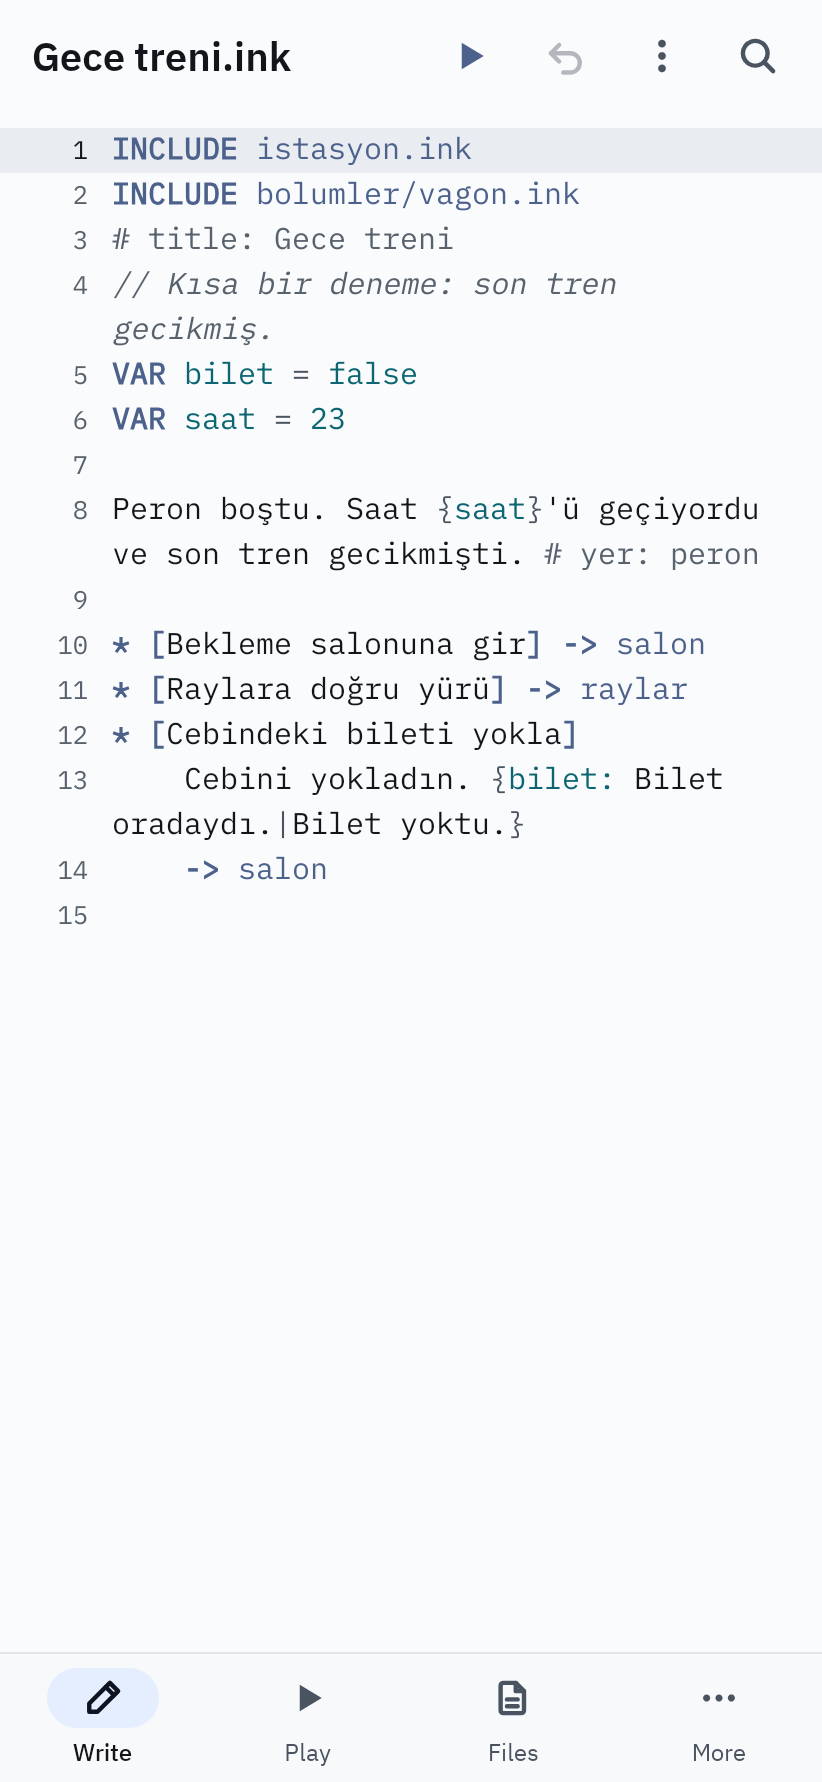 Gece treni.ink
1 INCLUDE istasyon.ink
2 INCLUDE bolumler/vagon.ink
3 # title: Gece treni
4 // Kısa bir deneme: son tren
gecikmiş.
5 VAR bilet = false
6 VAR saat = 23
7
8 Peron boştu. Saat {saat}'ü geçiyordu
ve son tren gecikmişti. # yer: peron
9
10 * [Bekleme salonuna gir] -> salon
11 * [Raylara doğru yürü] -> raylar
12 * [Cebindeki bileti yokla]
13     Cebini yokladın. {bilet: Bilet
oradaydı.|Bilet yoktu.}
14     -> salon
15
Write Play Files More